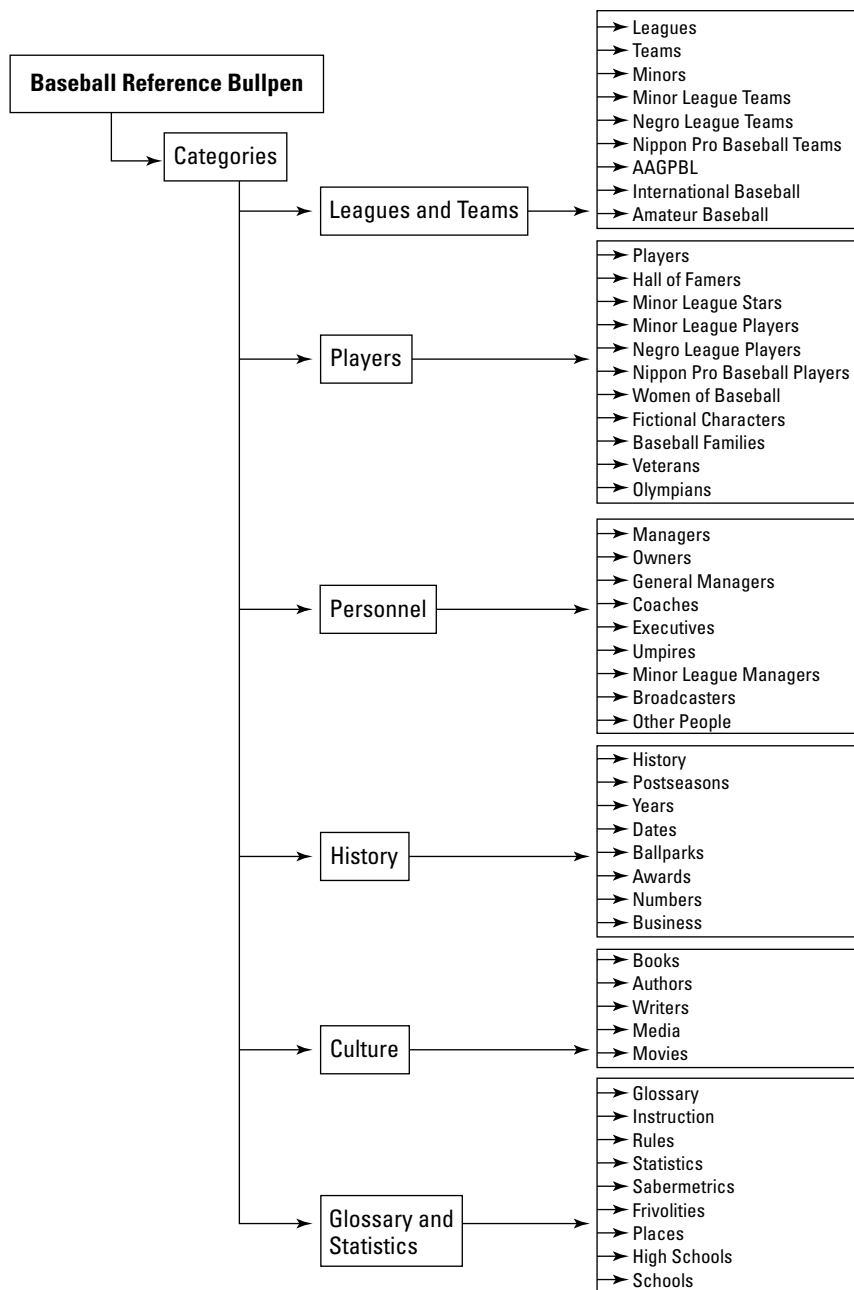 Baseball Reference Bullpen
Categories
Leagues and Teams
Leagues
Teams
Minors
Minor League Teams
Negro League Teams
Nippon Pro Baseball Teams
AAGPBL
International Baseball
Amateur Baseball
Players
Players
Hall of Famers
Minor League Stars
Minor League Players
Negro League Players
Nippon Pro Baseball Players
Women of Baseball
Fictional Characters
Baseball Families
Veterans
Olympians
Personnel
Managers
Owners
General Managers
Coaches
Executives
Umpires
Minor League Managers
Broadcasters
Other People
History
History
Postseasons
Years
Dates
Ballparks
Awards
Numbers
Business
Culture
Books
Authors
Writers
Media
Movies
Glossary and
Statistics
Glossary
Instruction
Rules
Statistics
Sabermetrics
Frivolities
Places
High Schools
Schools